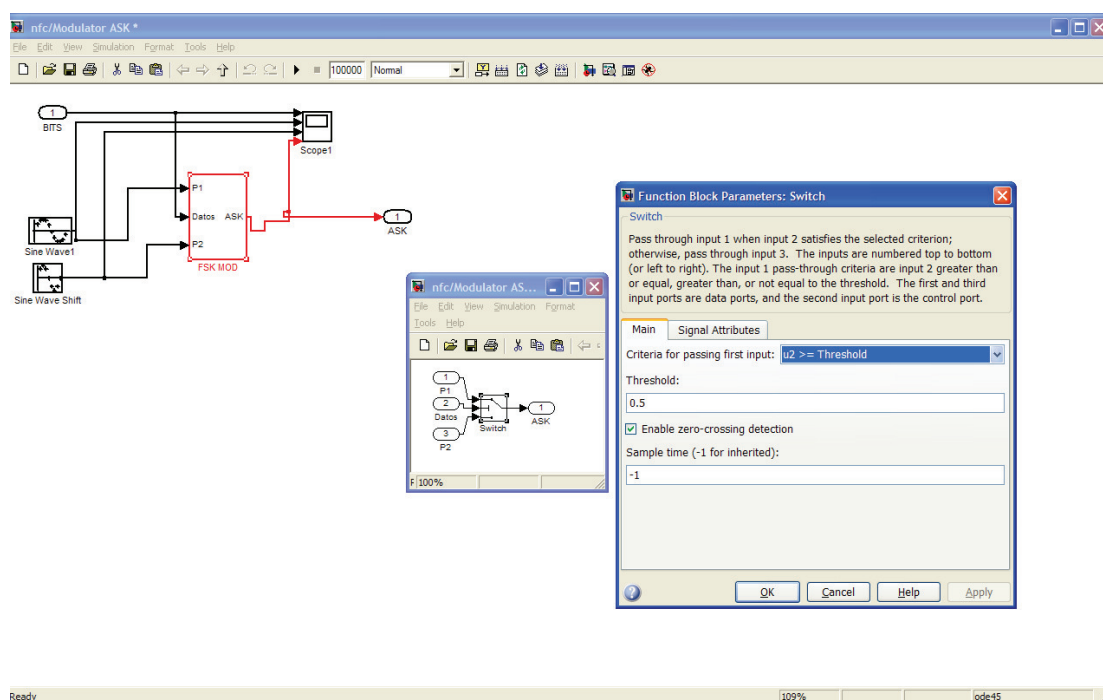 nfc/Modulator ASK *
File Edit View Simulation Format Tools Help
100000 Normal
1
BITS
Scope1
P1
Datos ASK
P2
FSK MOD
1
ASK
Sine Wave1
Sine Wave Shift
nfc/Modulator AS...
File Edit View Simulation Format
Tools Help
1
P1
2
Datos
3
P2
Switch
1
ASK
F 100%
Function Block Parameters: Switch
Switch
Pass through input 1 when input 2 satisfies the selected criterion;
otherwise, pass through input 3. The inputs are numbered top to bottom
(or left to right). The input 1 pass-through criteria are input 2 greater than
or equal, greater than, or not equal to the threshold. The first and third
input ports are data ports, and the second input port is the control port.
Main Signal Attributes
Criteria for passing first input: u2 >= Threshold
Threshold:
0.5
Enable zero-crossing detection
Sample time (-1 for inherited):
-1
OK Cancel Help Apply
Ready 109% ode45